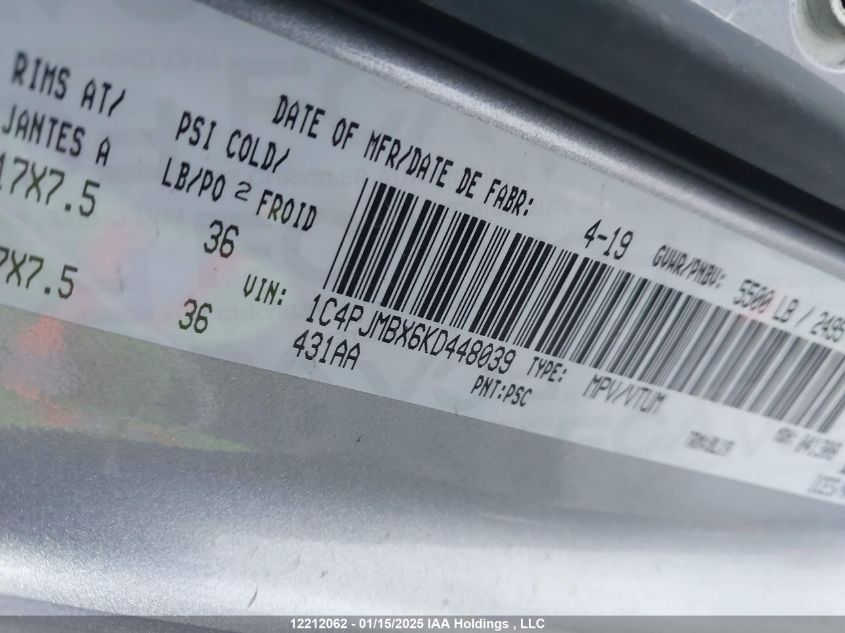 RIMS AT/
JANTES A
17X7.5
7X7.5
PSI COLD/
LB/PO 2 FROID
36
36
DATE OF MFR/DATE DE FABR:
4-19
GVWR/PNBV:
5500 LB / 2495
VIN:
1C4PJMBX6KD448039
TYPE:
MPV/VTUM
431AA
PNT:PSC
12212062 - 01/15/2025 IAA Holdings , LLC